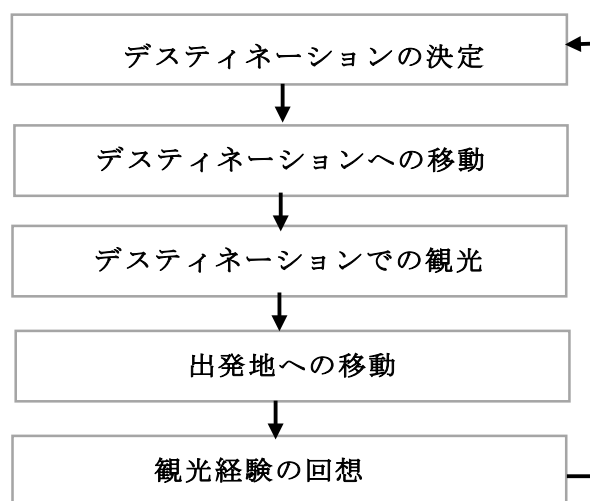 デスティネーションの決定
デスティネーションへの移動
デスティネーションでの観光
出発地への移動
観光経験の回想